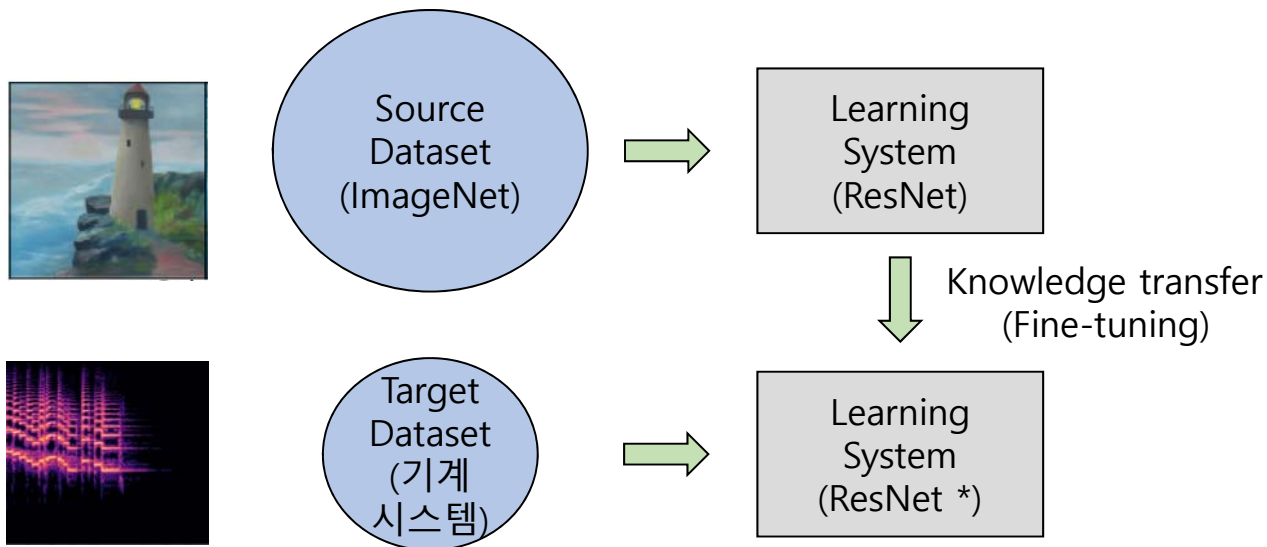 Source
Dataset
(ImageNet)
Learning
System
(ResNet)
Knowledge transfer
(Fine-tuning)
Target
Dataset
(기계
시스템)
Learning
System
(ResNet *)